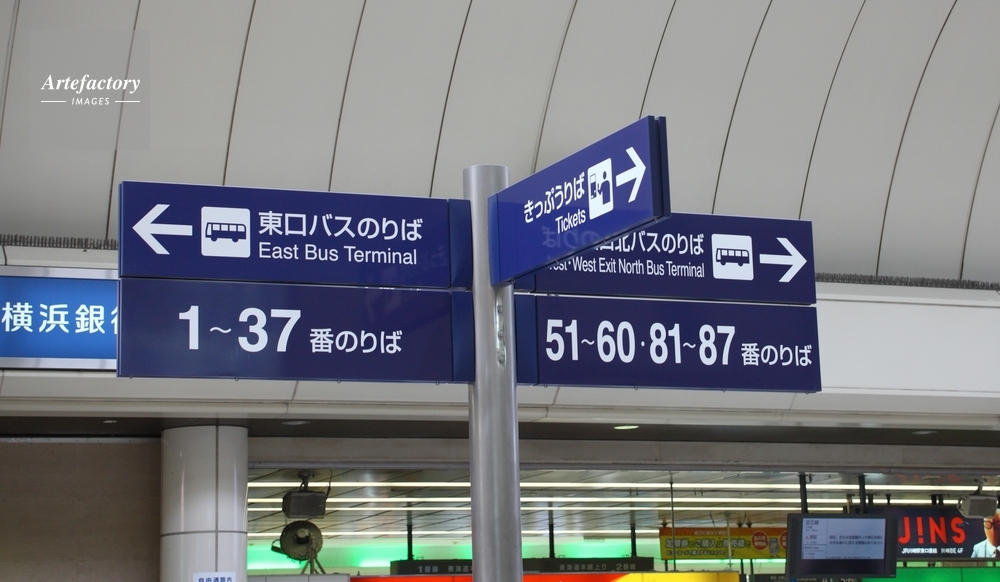 Artefactory
IMAGES
東口バスのりば
East Bus Terminal
1～37 番のりば
きっぷうりば
Tickets
北バスのりば
West Exit North Bus Terminal
51~60・81~87 番のりば
横浜銀
JINS